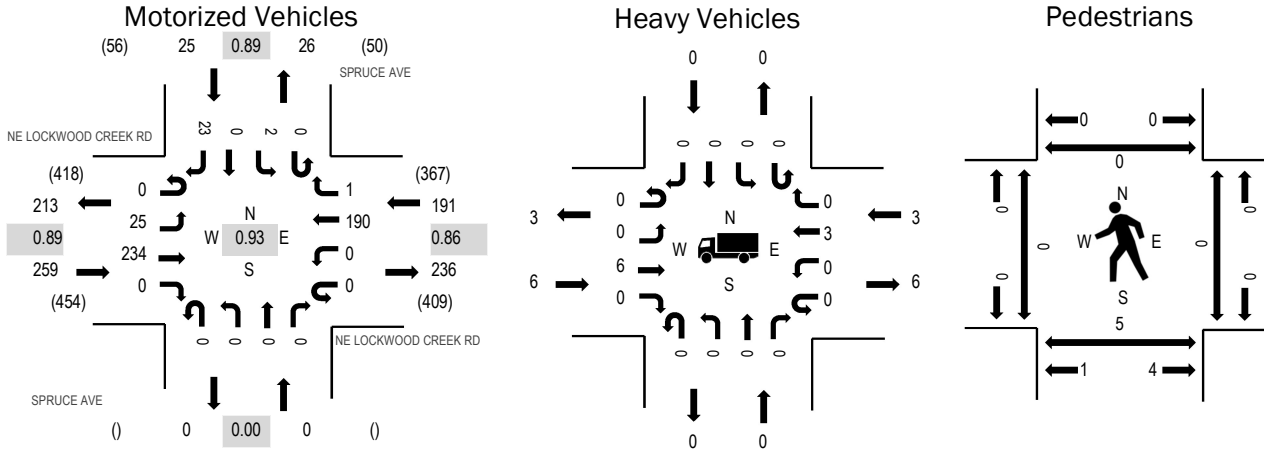 Motorized Vehicles
(56) 25 0.89 26 (50)
SPRUCE AVE
NE LOCKWOOD CREEK RD
23 0 2 0
(418)
213
0.89
259
(454)
0
25
234
0
N
W 0.93 E
S
1
190
0
0
(367)
191
0.86
236
(409)
0 0 0 0
NE LOCKWOOD CREEK RD
SPRUCE AVE
() 0 0.00 0 ()
Heavy Vehicles
0 0
0 0 0 0
3
6
0
0
6
0
N
W E
S
0
3
0
0
3
6
0 0 0 0
0 0
Pedestrians
0 0
0
0
0
0
N
W E
S
0
0
0
5
1 4